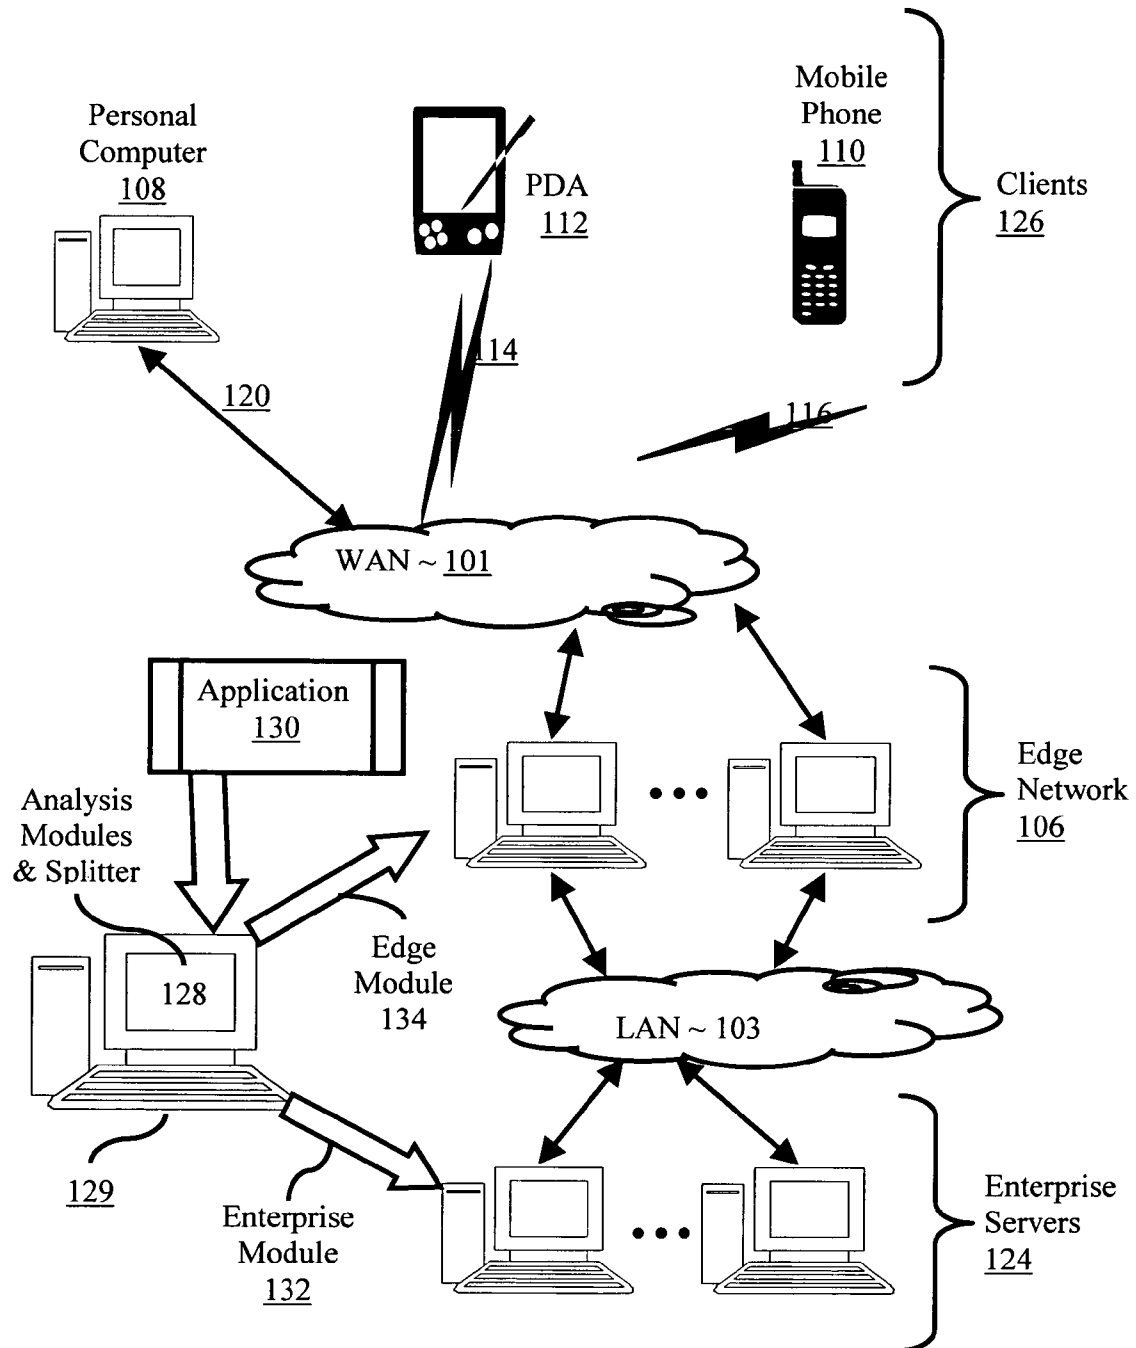 Personal
Computer
108
PDA
112
Mobile
Phone
110
Clients
126
114
120
116
WAN ~ 101
Application
130
Analysis
Modules
& Splitter
Edge
Network
106
128
Edge
Module
134
LAN ~ 103
129
Enterprise
Module
132
Enterprise
Servers
124